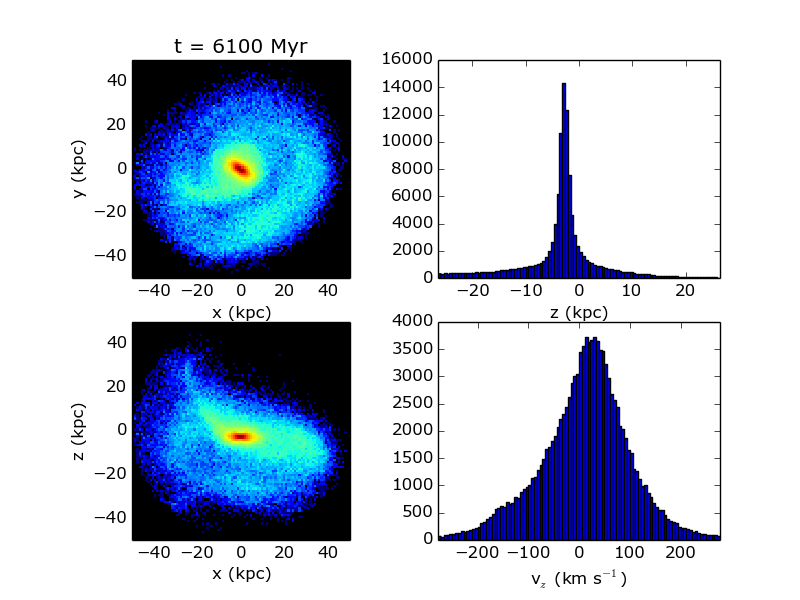 t = 6100 Myr
40
20
0
−20
−40
y (kpc)
−40 −20 0 20 40
x (kpc)
16000
14000
12000
10000
8000
6000
4000
2000
0
−20 −10 0 10 20
z (kpc)
40
20
0
−20
−40
z (kpc)
−40 −20 0 20 40
x (kpc)
4000
3500
3000
2500
2000
1500
1000
500
0
−200 −100 0 100 200
v_z (km s^−1)